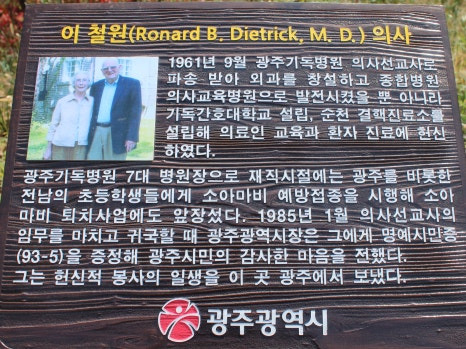 이 철원(Ronard B. Dietrick, M. D.) 의사
1961년 9월 광주기독병원 의사선교사로
파송 받아 외과를 창설하고 종합병원
의사교육병원으로 발전시켰을 뿐 아니라
기독간호대학교 설립, 순천 결핵진료소를
설립해 의료인 교육과 환자 진료에 헌신
하였다.
광주기독병원 7대 병원장으로 재직시절에는 광주를 비롯한
전남의 초등학생들에게 소아마비 예방접종을 시행해 소아
마비 퇴치사업에도 앞장섰다. 1985년 1월 의사선교사의
임무를 마치고 귀국할 때 광주광역시장은 그에게 명예시민증
(93-5)을 증정해 광주시민의 감사한 마음을 전했다.
그는 헌신적 봉사의 일생을 이 곳 광주에서 보냈다.
광주광역시